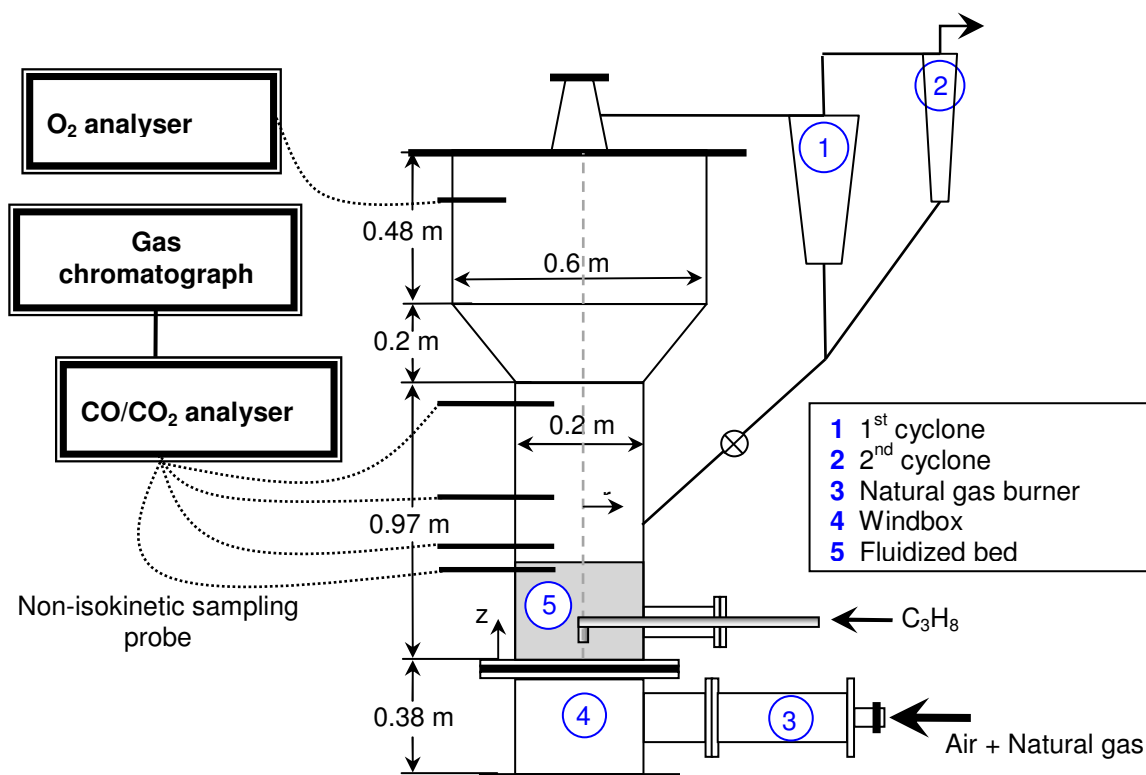 O₂ analyser
Gas
chromatograph
CO/CO₂ analyser
Non-isokinetic sampling
probe
0.48 m
0.6 m
0.2 m
0.2 m
0.97 m
0.38 m
z
1
2
5
4
3
C₃H₈
Air + Natural gas
1 1st cyclone
2 2nd cyclone
3 Natural gas burner
4 Windbox
5 Fluidized bed